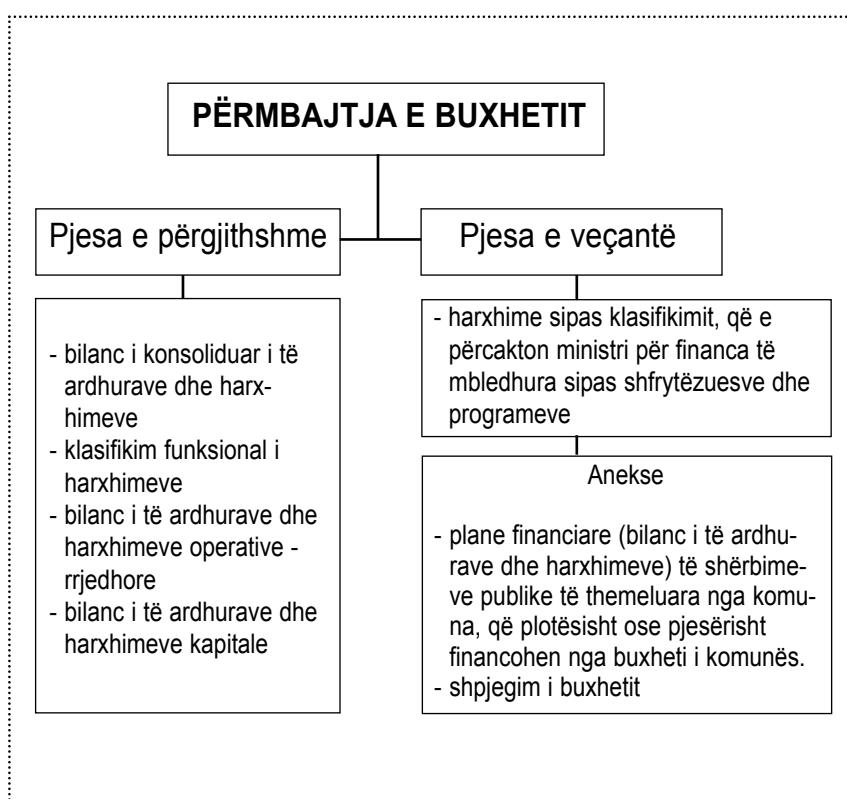 PËRMBAJTJA E BUXHETIT
Pjesa e përgjithshme
- bilanc i konsoliduar i të
ardhurave dhe harx-
himeve
- klasifikim funksional i
harxhimeve
- bilanc i të ardhurave dhe
harxhimeve operative -
rrjedhore
- bilanc i të ardhurave dhe
harxhimeve kapitale
Pjesa e veçantë
- harxhime sipas klasifikimit, që e
përcakton ministri për financa të
mbledhura sipas shfrytëzuesve dhe
programeve
Anekse
- plane financiare (bilanc i të ardhu-
rave dhe harxhimeve) të shërbime-
ve publike të themeluara nga komu-
na, që plotësisht ose pjesërisht
financohen nga buxheti i komunës.
- shpjegim i buxhetit